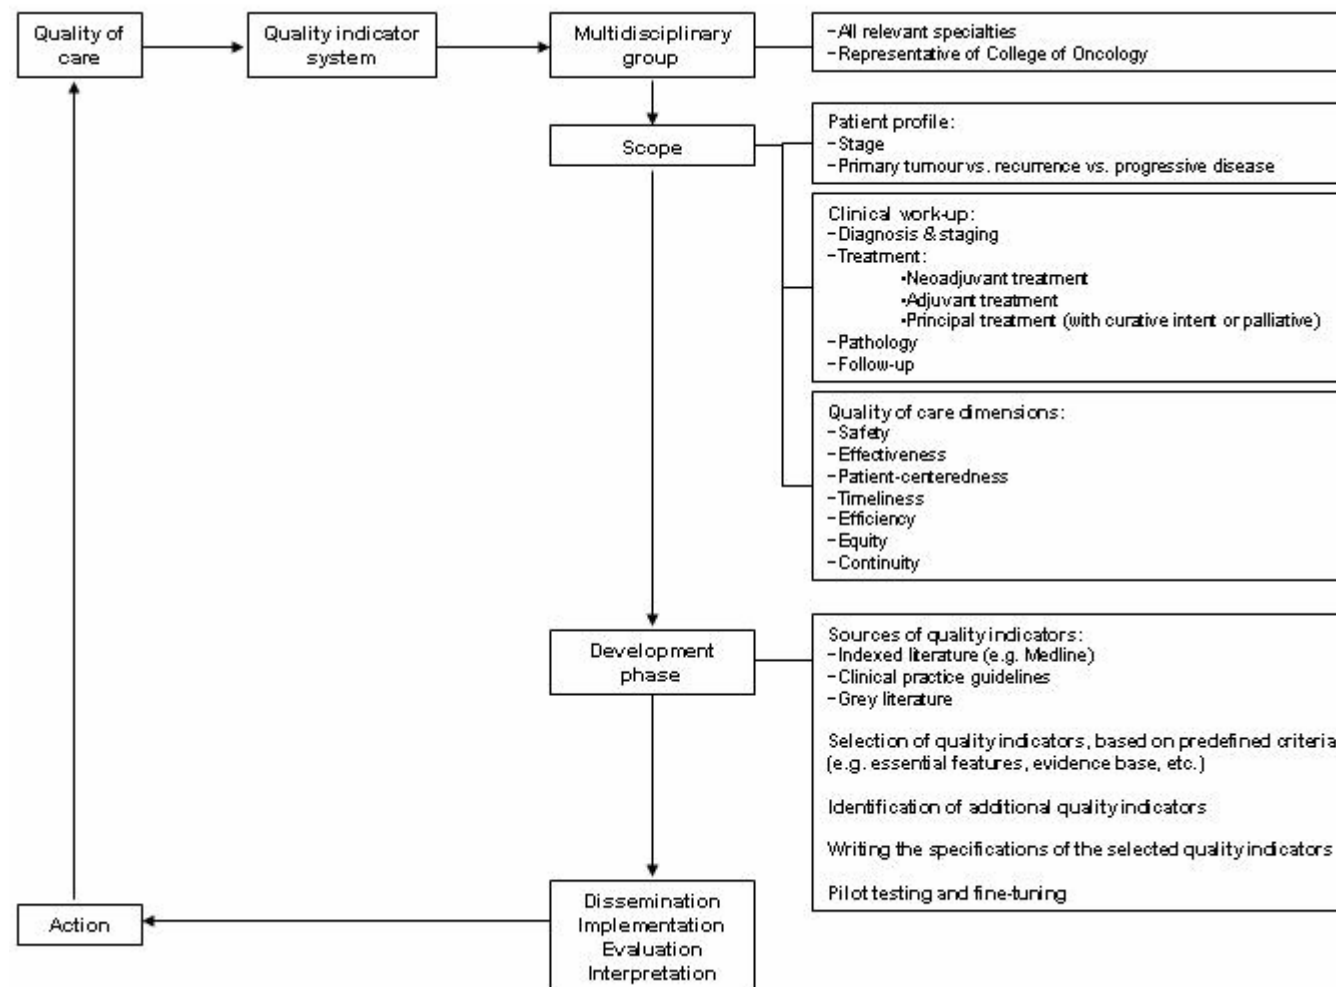 Quality of
care
Quality indicator
system
Multidisciplinary
group
-All relevant specialties
-Representative of College of Oncology
Scope
Patient profile:
-Stage
-Primary tumour vs. recurrence vs. progressive disease
Clinical work-up:
-Diagnosis & staging
-Treatment:
•Neoadjuvant treatment
•Adjuvant treatment
•Principal treatment (with curative intent or palliative)
-Pathology
-Follow-up
Quality of care dimensions:
-Safety
-Effectiveness
-Patient-centeredness
-Timeliness
-Efficiency
-Equity
-Continuity
Development
phase
Sources of quality indicators:
-Indexed literature (e.g. Medline)
-Clinical practice guidelines
-Grey literature
Selection of quality indicators, based on predefined criteria
(e.g. essential features, evidence base, etc.)
Identification of additional quality indicators
Writing the specifications of the selected quality indicators
Pilot testing and fine-tuning
Action
Dissemination
Implementation
Evaluation
Interpretation